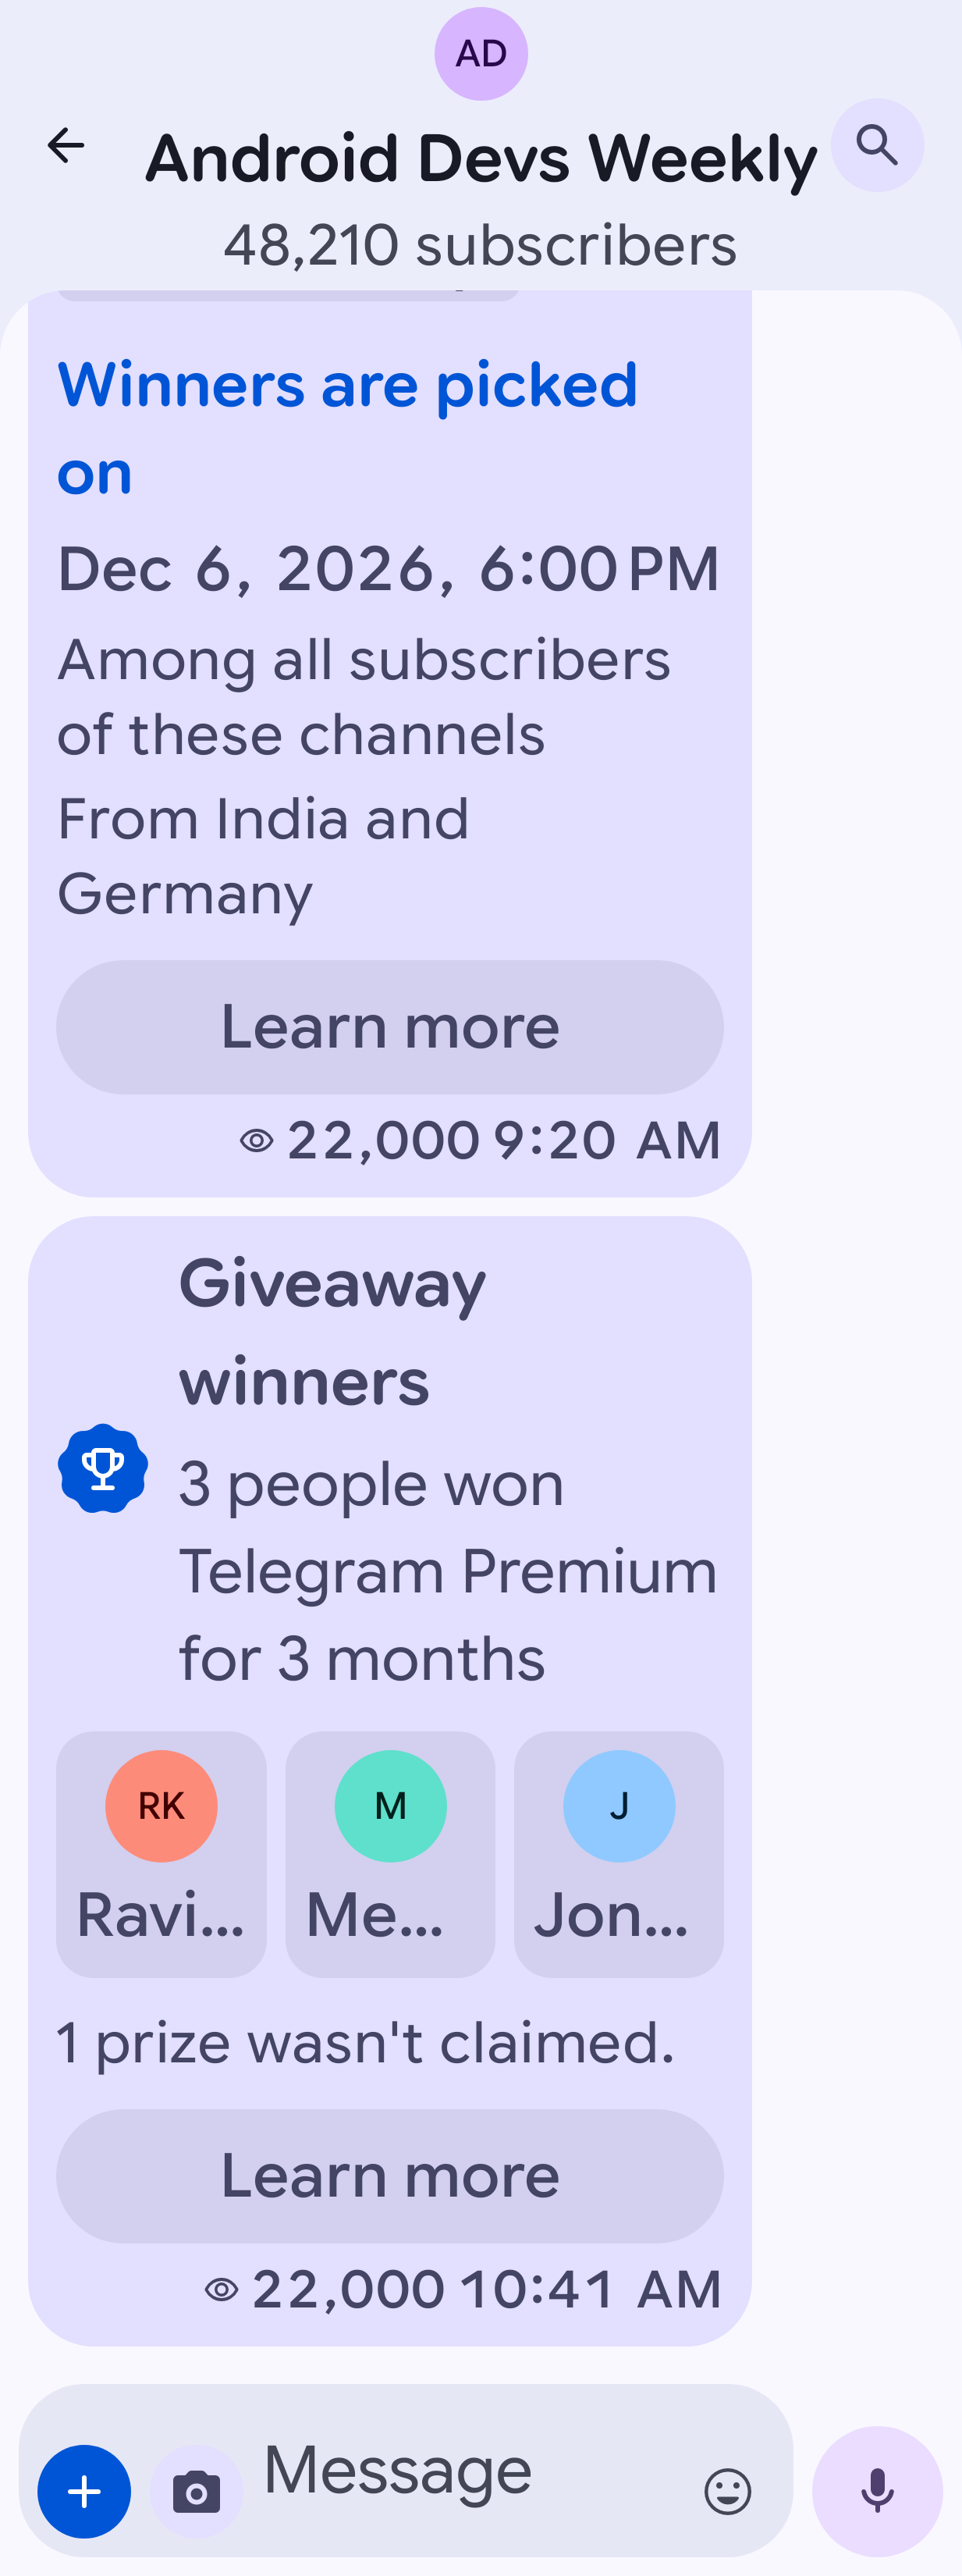 AD
Android Devs Weekly
48,210 subscribers
Winners are picked
on
Dec 6, 2026, 6:00 PM
Among all subscribers
of these channels
From India and
Germany
Learn more
22,000 9:20 AM
Giveaway
winners
3 people won
Telegram Premium
for 3 months
RK
M
J
Ravi...
Me...
Jon...
1 prize wasn't claimed.
Learn more
22,000 10:41 AM
Message